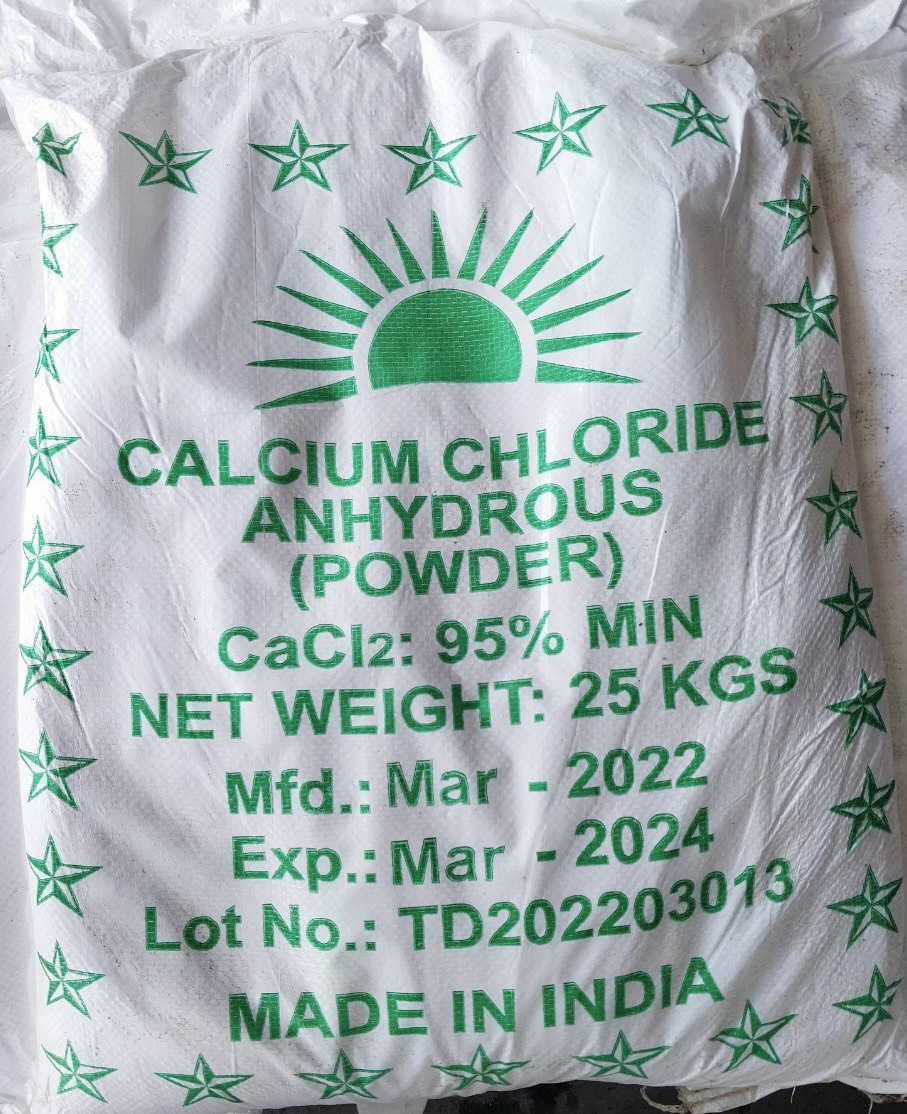 CALCIUM CHLORIDE
ANHYDROUS
(POWDER)
CaCl2: 95% MIN
NET WEIGHT: 25 KGS
Mfd.: Mar - 2022
Exp.: Mar - 2024
Lot No.: TD202203013
MADE IN INDIA